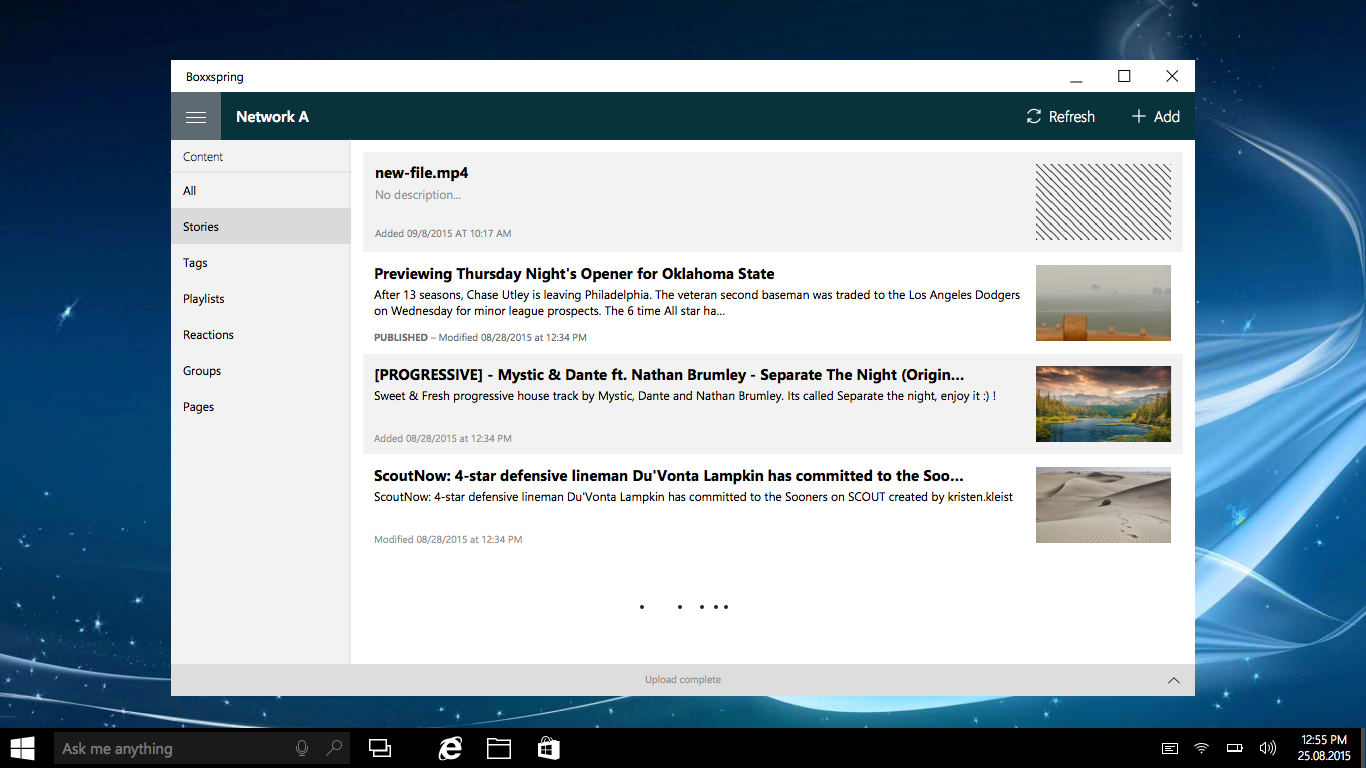 Boxxspring
Network A
Refresh
Add
Content
All
Stories
Tags
Playlists
Reactions
Groups
Pages
new-file.mp4
No description...
Added 09/8/2015 AT 10:17 AM
Previewing Thursday Night's Opener for Oklahoma State
After 13 seasons, Chase Utley is leaving Philadelphia. The veteran second baseman was traded to the Los Angeles Dodgers
on Wednesday for minor league prospects. The 6 time All star ha...
PUBLISHED – Modified 08/28/2015 at 12:34 PM
[PROGRESSIVE] - Mystic & Dante ft. Nathan Brumley - Separate The Night (Origin...
Sweet & Fresh progressive house track by Mystic, Dante and Nathan Brumley. Its called Separate the night, enjoy it :) !
Added 08/28/2015 at 12:34 PM
ScoutNow: 4-star defensive lineman Du'Vonta Lampkin has committed to the Soo...
ScoutNow: 4-star defensive lineman Du'Vonta Lampkin has committed to the Sooners on SCOUT created by kristen.kleist
Modified 08/28/2015 at 12:34 PM
Upload complete
Ask me anything
12:55 PM
25.08.2015